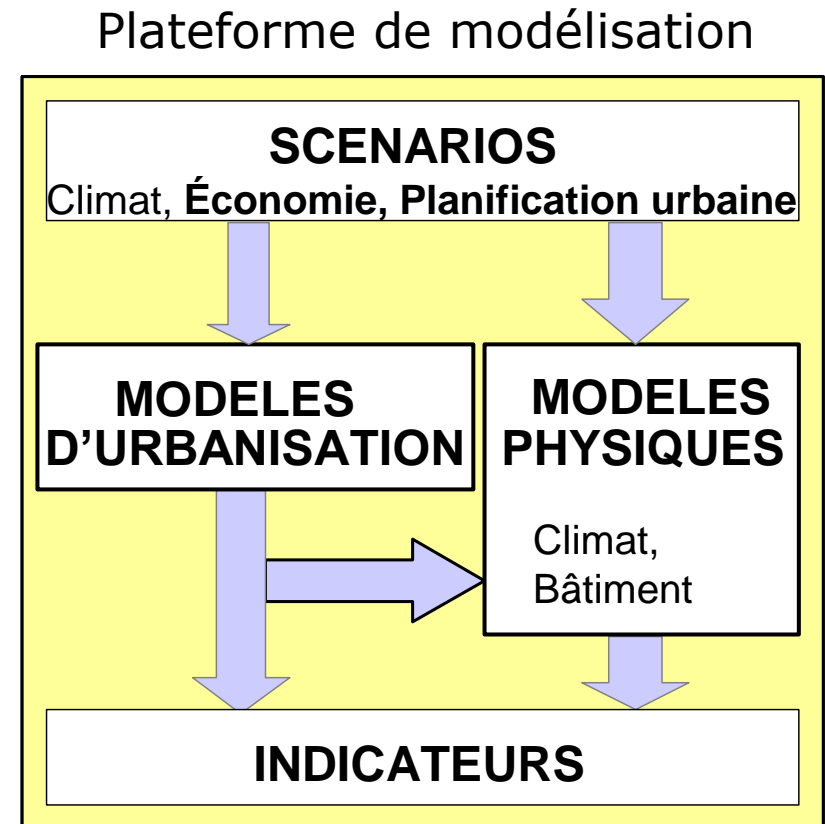 Plateforme de modélisation
SCENARIOS
Climat, Économie, Planification urbaine
MODELES
D’URBANISATION
MODELES
PHYSIQUES
Climat,
Bâtiment
INDICATEURS